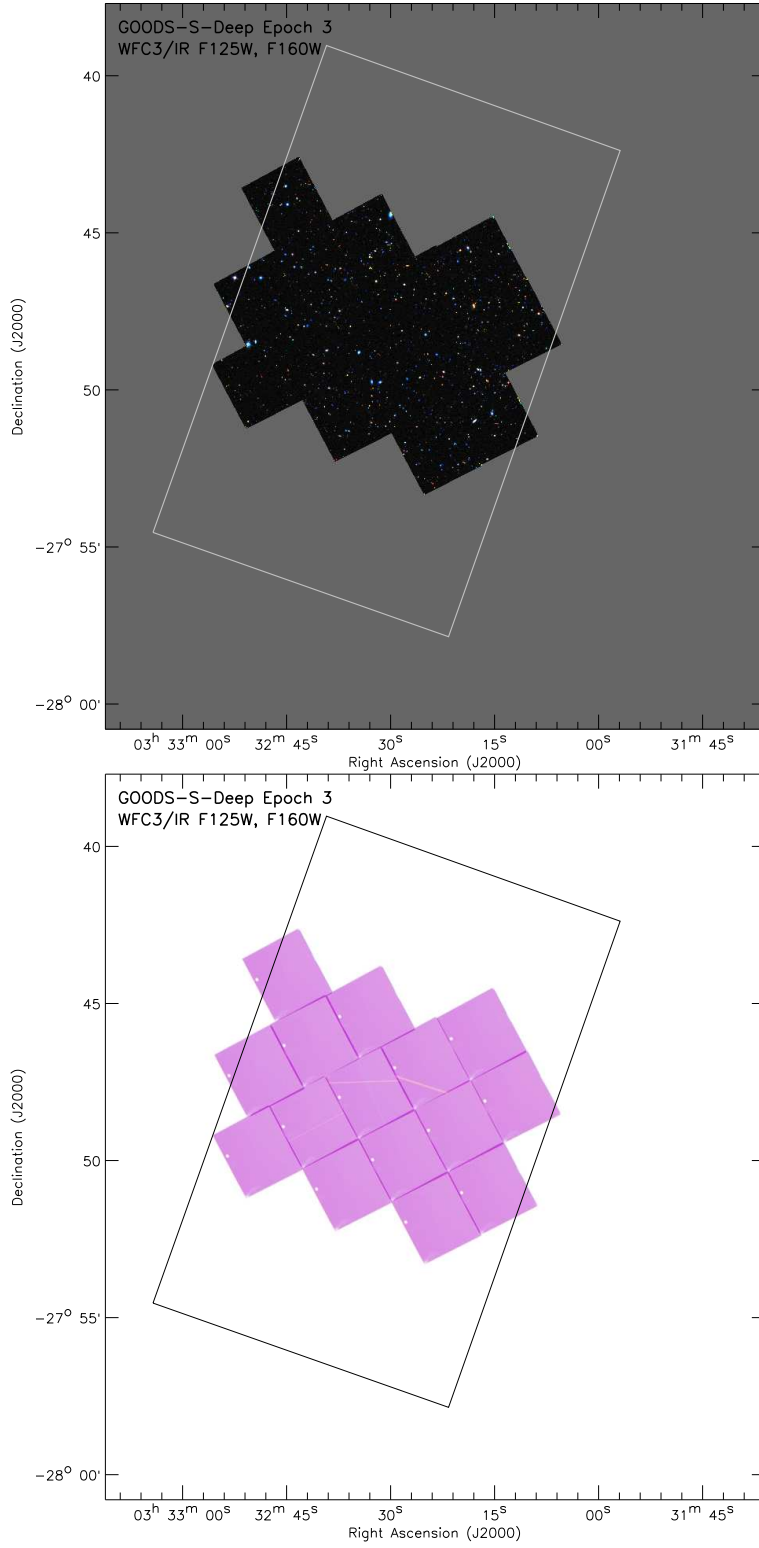 GOODS-S-Deep Epoch 3
WFC3/IR F125W, F160W
40
45
50
-27° 55'
-28° 00'
Declination (J2000)
03h 33m 00s 32m 45s 30s 15s 00s 31m 45s
Right Ascension (J2000)
GOODS-S-Deep Epoch 3
WFC3/IR F125W, F160W
40
45
50
-27° 55'
-28° 00'
Declination (J2000)
03h 33m 00s 32m 45s 30s 15s 00s 31m 45s
Right Ascension (J2000)